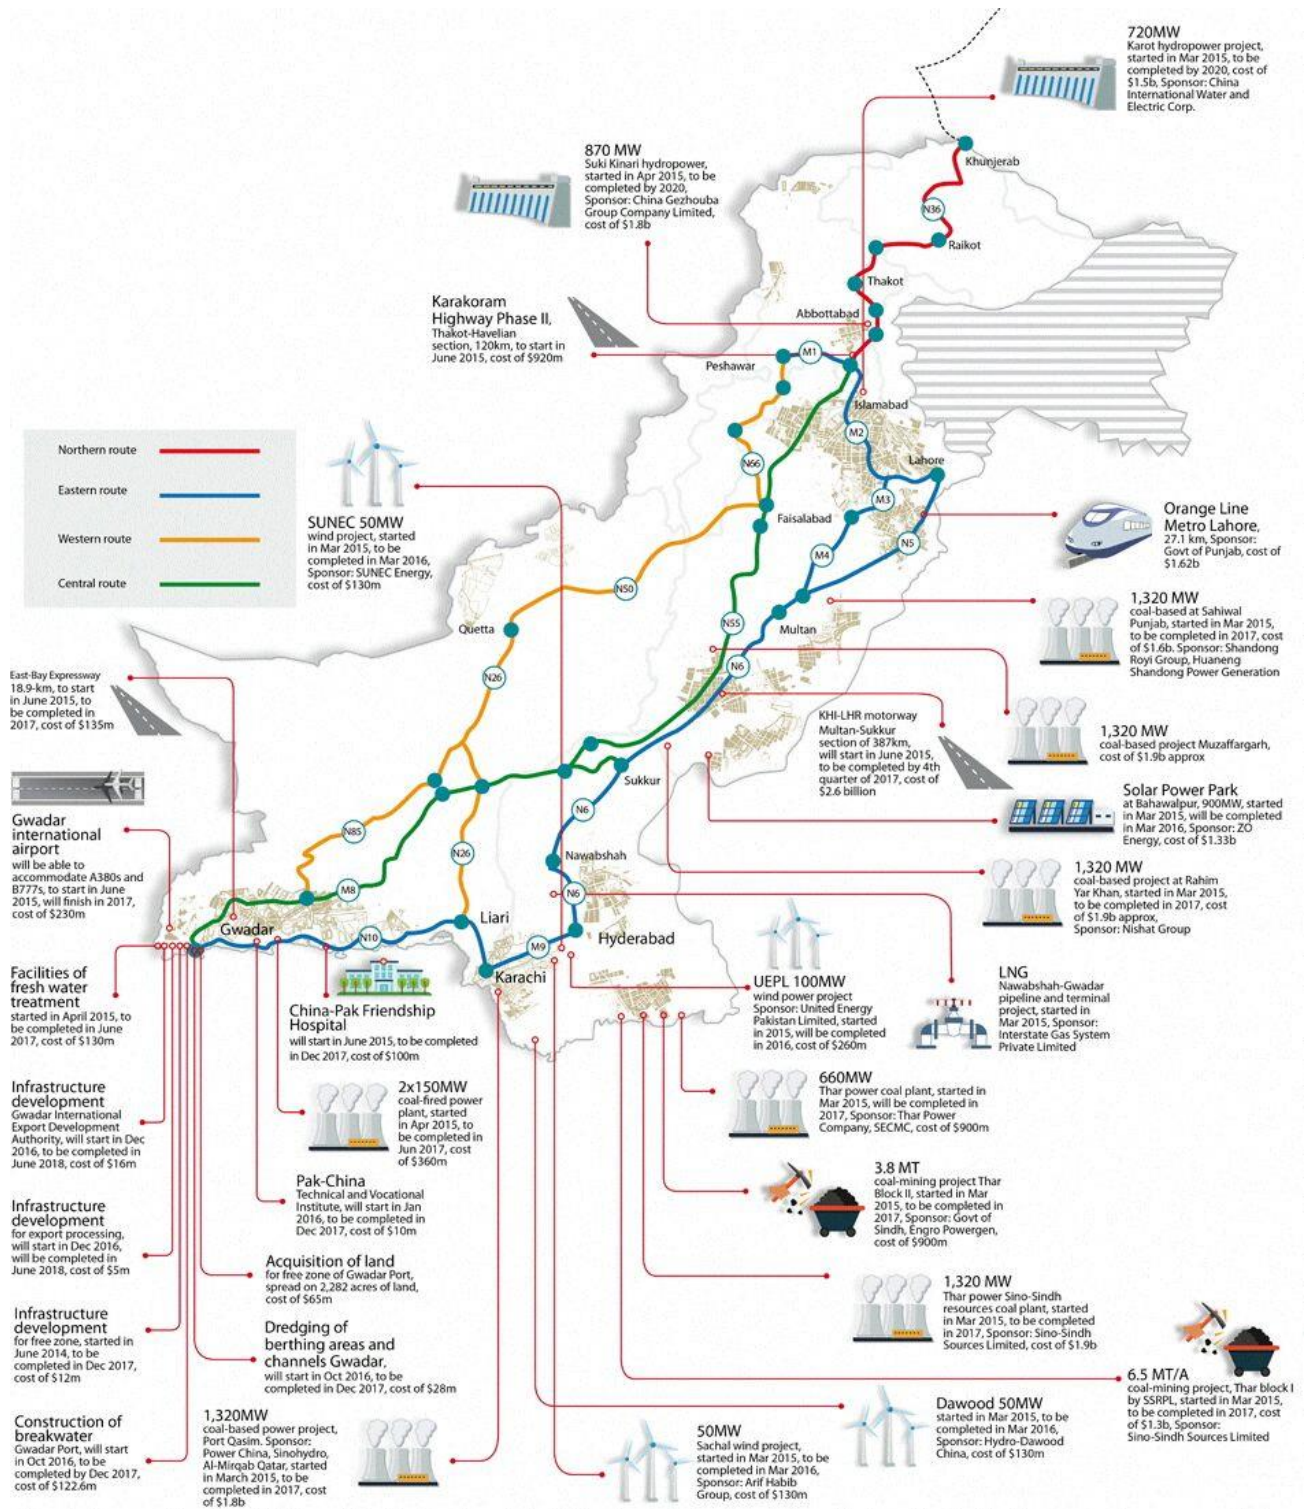 720MW
Karot hydropower project,
started in Mar 2015, to be
completed by 2020, cost of
$1.5b, Sponsor: China
International Water and
Electric Corp.
870 MW
Suki Kinari hydropower,
started in Apr 2015, to be
completed by 2020,
Sponsor: China Gezhouba
Group Company Limited,
cost of $1.8b
Khunjerab
N36
Raikot
Thakot
Abbottabad
Karakoram
Highway Phase II,
Thakot-Havelian
section, 120km, to start in
June 2015, cost of $920m
Peshawar
M1
Islamabad
M2
Northern route
Eastern route
Western route
Central route
SUNEC 50MW
wind project, started
in Mar 2015, to be
completed in Mar 2016,
Sponsor: SUNEC Energy,
cost of $130m
N66
Lahore
M3
Faisalabad
N5
M4
N50
Orange Line
Metro Lahore,
27.1 km, Sponsor:
Govt of Punjab, cost of
$1.62b
1,320 MW
coal-based at Sahiwal
Punjab, started in Mar 2015,
to be completed in 2017, cost
of $1.6b. Sponsor: Shandong
Royi Group, Huaneng
Shandong Power Generation
Quetta
N55
Multan
N6
N26
East-Bay Expressway
18.9-km, to start
in June 2015, to
be completed in
2017, cost of $135m
KHI-LHR motorway
Multan-Sukkur
section of 387km,
will start in June 2015,
to be completed by 4th
quarter of 2017, cost of
$2.6 billion
1,320 MW
coal-based project Muzaffargarh,
cost of $1.9b approx
Solar Power Park
at Bahawalpur, 900MW, started
in Mar 2015, will be completed
in Mar 2016, Sponsor: ZO
Energy, cost of $1.33b
Sukkur
N6
Gwadar
international
airport
will be able to
accommodate A380s and
B777s, to start in June
2015, will finish in 2017,
cost of $230m
N85
N26
Nawabshah
M8
N6
1,320 MW
coal-based project at Rahim
Yar Khan, started in Mar 2015,
to be completed in 2017, cost
of $1.9b approx,
Sponsor: Nishat Group
Gwadar
N10
Liari
M9
Hyderabad
Karachi
Facilities of
fresh water
treatment
started in April 2015, to
be completed in June
2017, cost of $130m
China-Pak Friendship
Hospital
will start in June 2015, to be completed
in Dec 2017, cost of $100m
UEPL 100MW
wind power project
Sponsor: United Energy
Pakistan Limited, started
in 2015, will be completed
in 2016, cost of $260m
LNG
Nawabshah-Gwadar
pipeline and terminal
project, started in
Mar 2015, Sponsor:
Interstate Gas System
Private Limited
Infrastructure
development
Gwadar International
Export Development
Authority, will start in Dec
2016, to be completed in
June 2018, cost of $16m
2x150MW
coal-fired power
plant, started
in Apr 2015, to
be completed in
Jun 2017, cost
of $360m
660MW
Thar power coal plant, started in
Mar 2015, will be completed in
2017, Sponsor: Thar Power
Company, SECMC, cost of $900m
Pak-China
Technical and Vocational
Institute, will start in Jan
2016, to be completed in
Dec 2017, cost of $10m
3.8 MT
coal-mining project Thar
Block II, started in Mar
2015, to be completed in
2017, Sponsor: Govt of
Sindh, Engro Powergen,
cost of $900m
Infrastructure
development
for export processing,
will start in Dec 2016,
will be completed in
June 2018, cost of $5m
Acquisition of land
for free zone of Gwadar Port,
spread on 2,282 acres of land,
cost of $65m
1,320 MW
Thar power Sino-Sindh
resources coal plant, started
in Mar 2015, to be completed
in 2017, Sponsor: Sino-Sindh
Sources Limited, cost of $1.9b
Infrastructure
development
for free zone, started in
June 2014, to be
completed in Dec 2017,
cost of $12m
Dredging of
berthing areas and
channels Gwadar,
will start in Oct 2016, to be
completed in Dec 2017, cost of $28m
6.5 MT/A
coal-mining project, Thar block I
by SSRPL, started in Mar 2015,
to be completed in 2017, cost
of $1.3b, Sponsor:
Sino-Sindh Sources Limited
Construction of
breakwater
Gwadar Port, will start
in Oct 2016, to be
completed by Dec 2017,
cost of $122.6m
1,320MW
coal-based power project,
Port Qasim. Sponsor:
Power China, Sinohydro,
Al-Mirqab Qatar, started
in March 2015, to be
completed in 2017, cost
of $1.8b
50MW
Sachal wind project,
started in Mar 2015, to be
completed in Mar 2016,
Sponsor: Arif Habib
Group, cost of $130m
Dawood 50MW
started in Mar 2015, to be
completed in Mar 2016,
Sponsor: Hydro-Dawood
China, cost of $130m